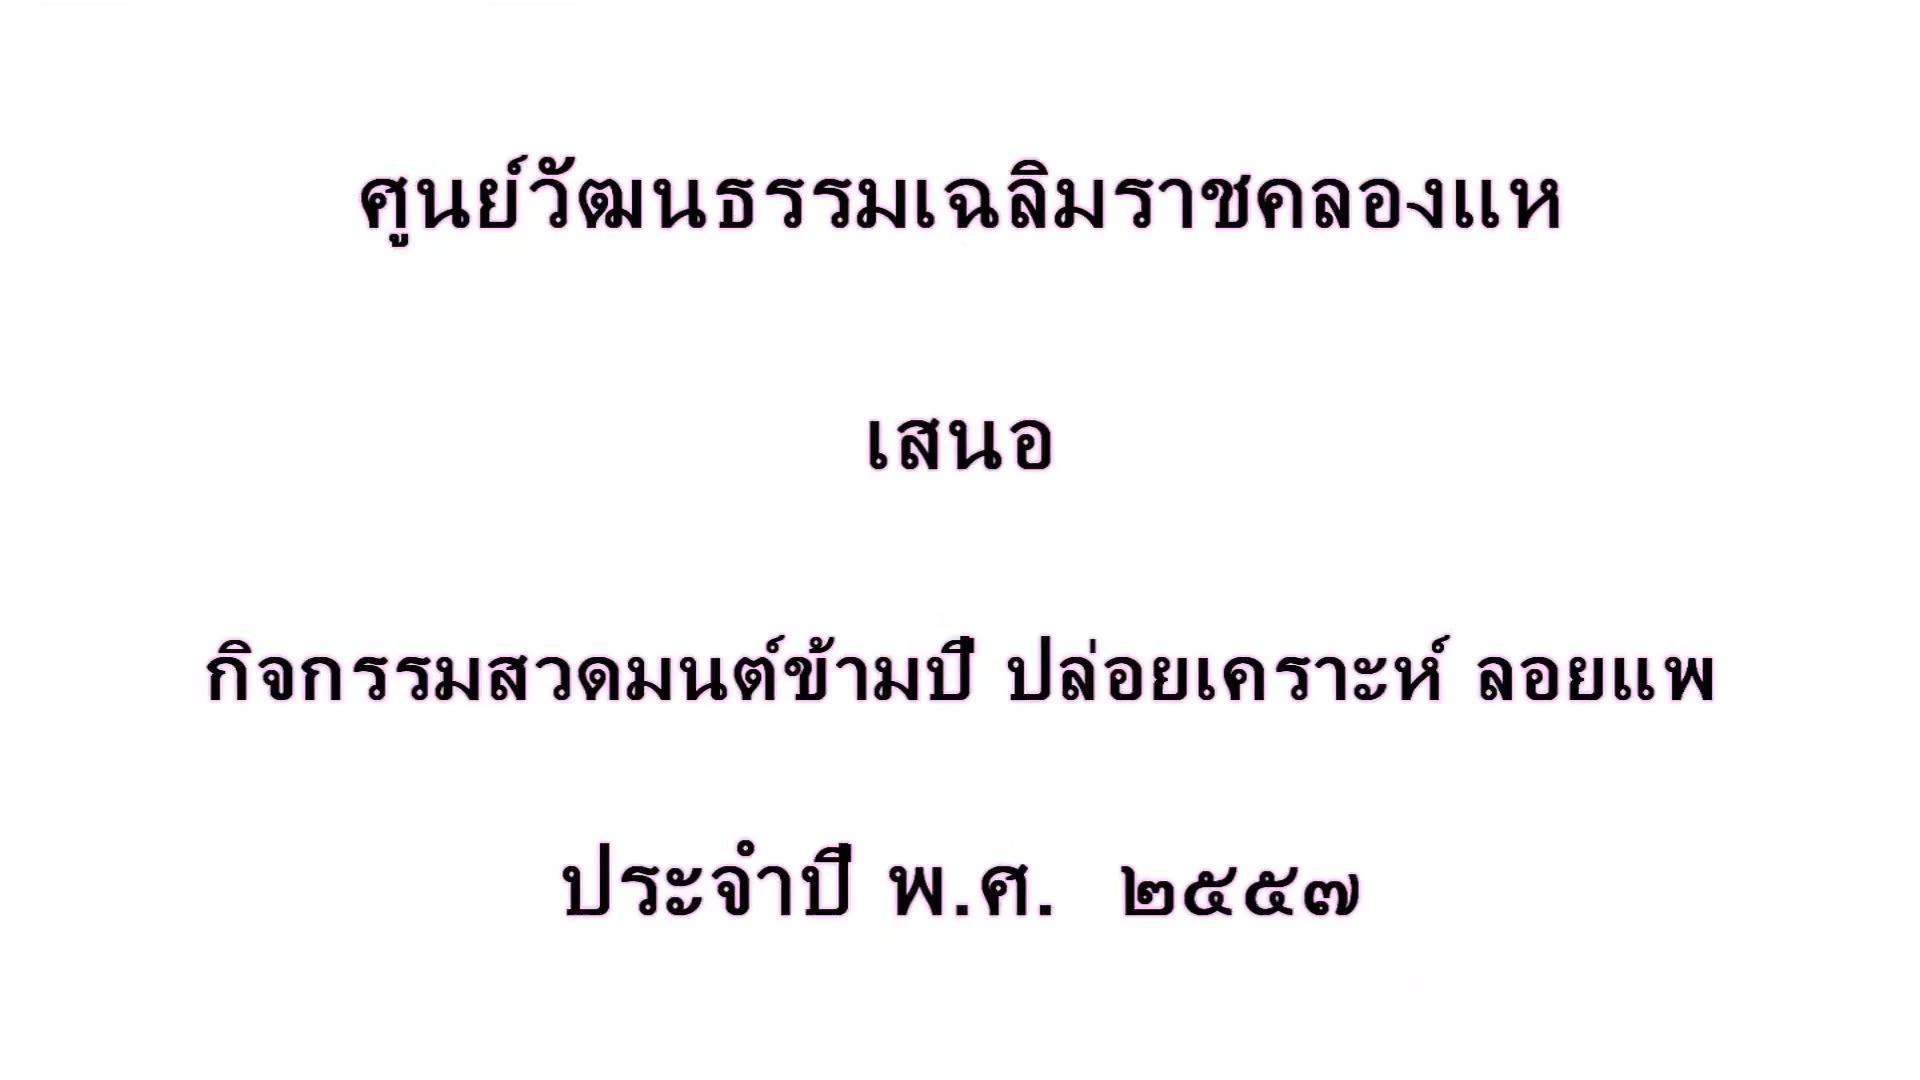 ศูนย์วัฒนธรรมเฉลิมราชคลองแห
เสนอ
กิจกรรมสวดมนต์ข้ามปี ปล่อยเคราะห์ ลอยแพ
ประจำปี พ.ศ. ๒๕๕๗